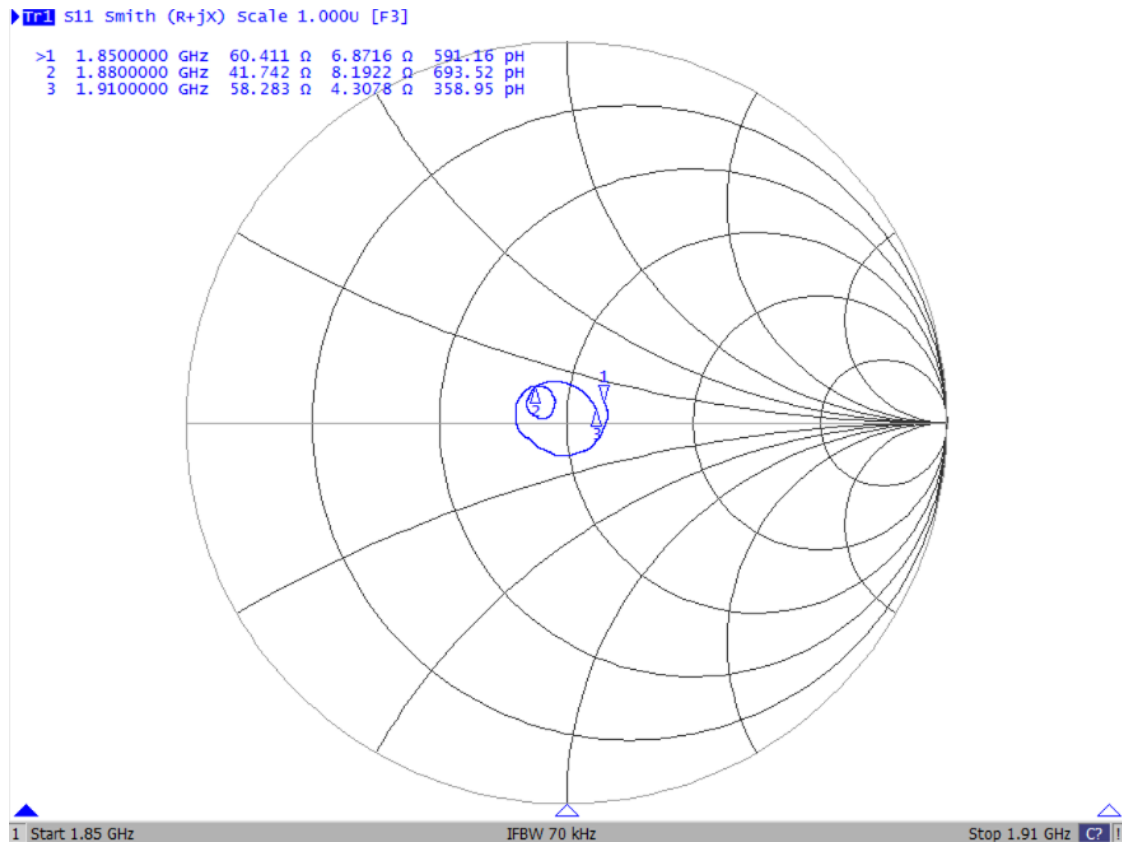 Tr1 S11 Smith (R+jX) Scale 1.000U [F3]
>1 1.8500000 GHz 60.411 Ω 6.8716 Ω 591.16 pH
2 1.8800000 GHz 41.742 Ω 8.1922 Ω 693.52 pH
3 1.9100000 GHz 58.283 Ω 4.3078 Ω 358.95 pH
1
2
3
1 Start 1.85 GHz IFBW 70 kHz Stop 1.91 GHz C? !